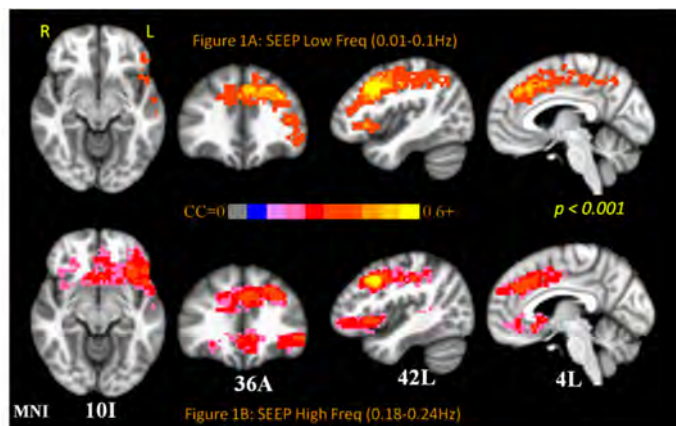 R
L
Figure 1A: SEEP Low Freq (0.01-0.1Hz)
CC=0
0.6+
p < 0.001
36A
42L
4L
MNI
10I
Figure 1B: SEEP High Freq (0.18-0.24Hz)